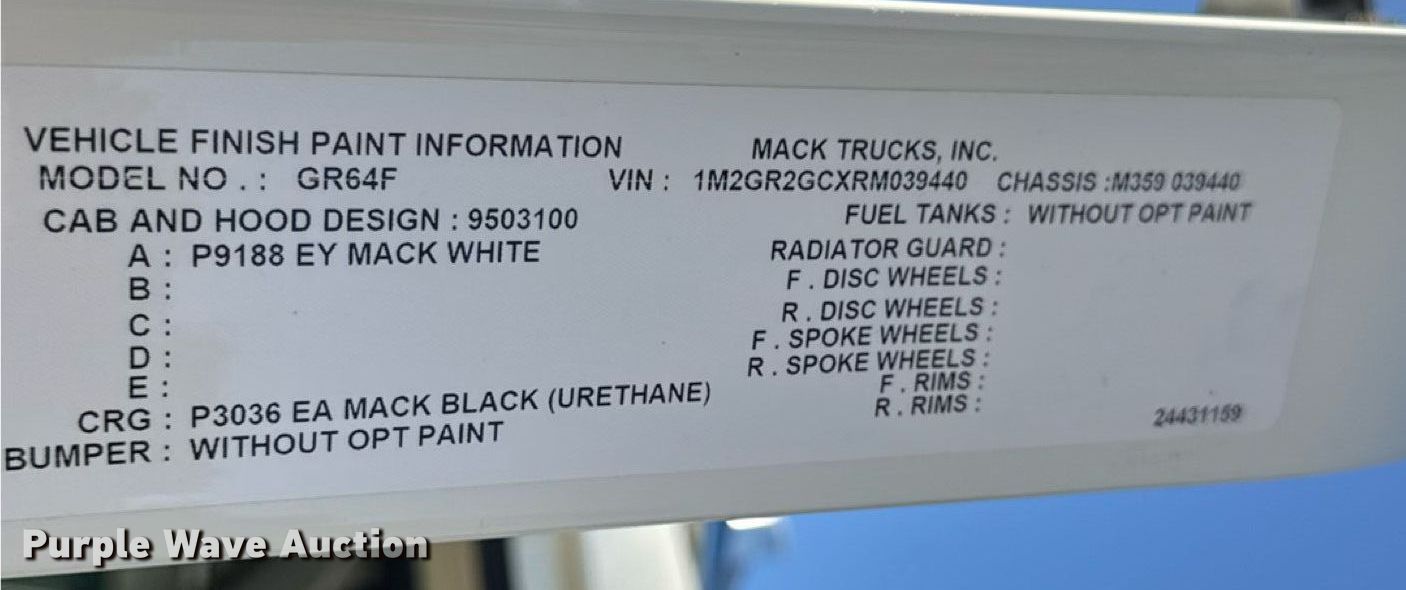 VEHICLE FINISH PAINT INFORMATION
MACK TRUCKS, INC.
MODEL NO . : GR64F
VIN : 1M2GR2GCXRM039440 CHASSIS :M359 039440
CAB AND HOOD DESIGN : 9503100
FUEL TANKS : WITHOUT OPT PAINT
A : P9188 EY MACK WHITE
B :
C :
D :
E :
CRG : P3036 EA MACK BLACK (URETHANE)
BUMPER : WITHOUT OPT PAINT
RADIATOR GUARD :
F . DISC WHEELS :
R . DISC WHEELS :
F . SPOKE WHEELS :
R . SPOKE WHEELS :
F . RIMS :
R . RIMS :
24431159
Purple Wave Auction